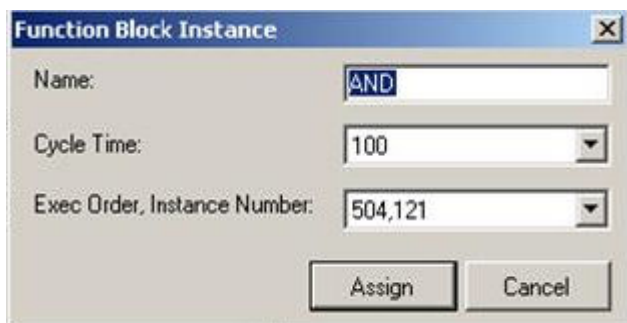 Function Block Instance
Name: AND
Cycle Time: 100
Exec Order, Instance Number: 504,121
Assign Cancel